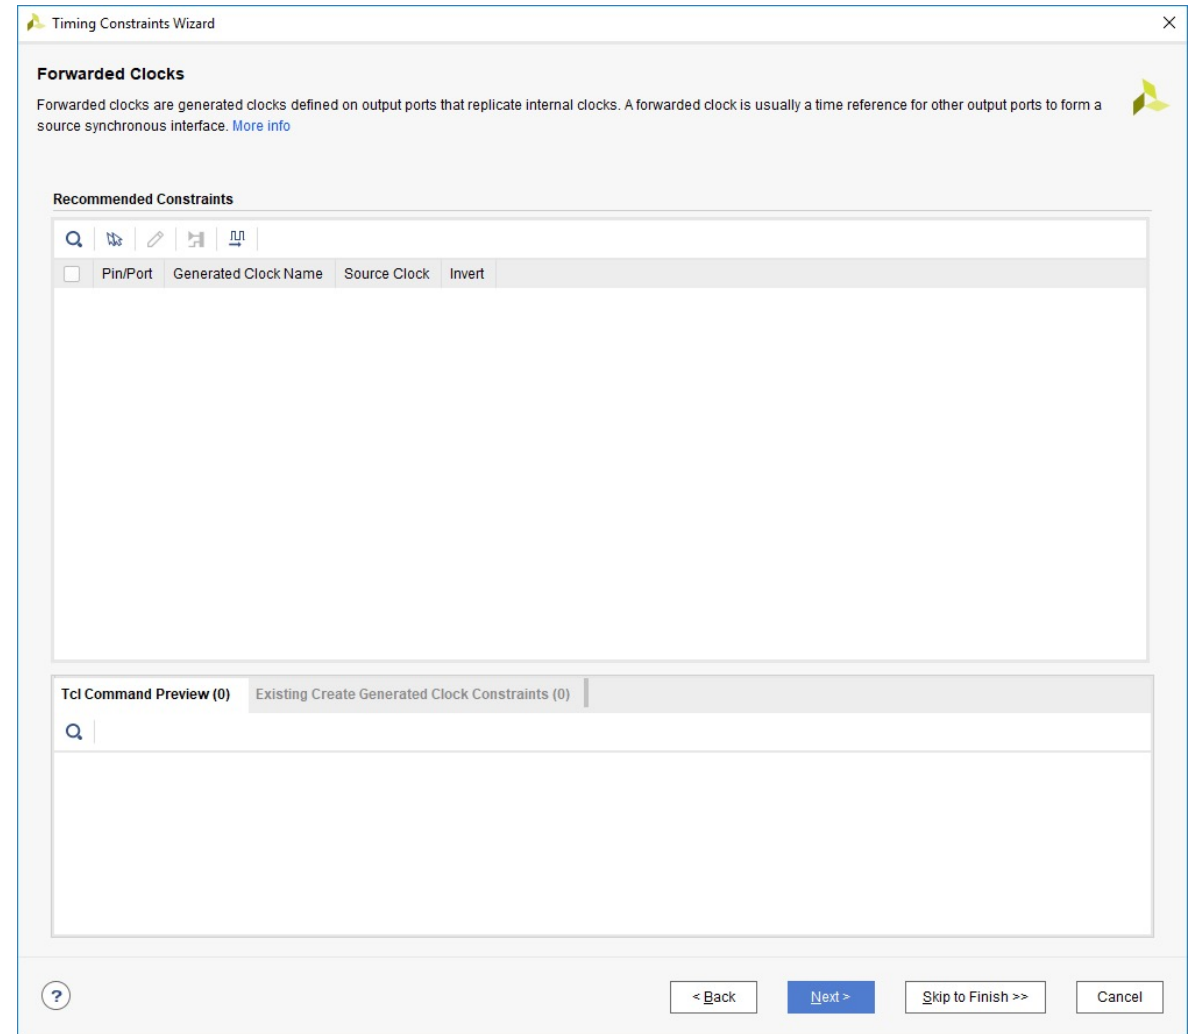 Timing Constraints Wizard
Forwarded Clocks
Forwarded clocks are generated clocks defined on output ports that replicate internal clocks. A forwarded clock is usually a time reference for other output ports to form a
source synchronous interface. More info
Recommended Constraints
Pin/Port Generated Clock Name Source Clock Invert
Tcl Command Preview (0) Existing Create Generated Clock Constraints (0)
? < Back Next > Skip to Finish >> Cancel